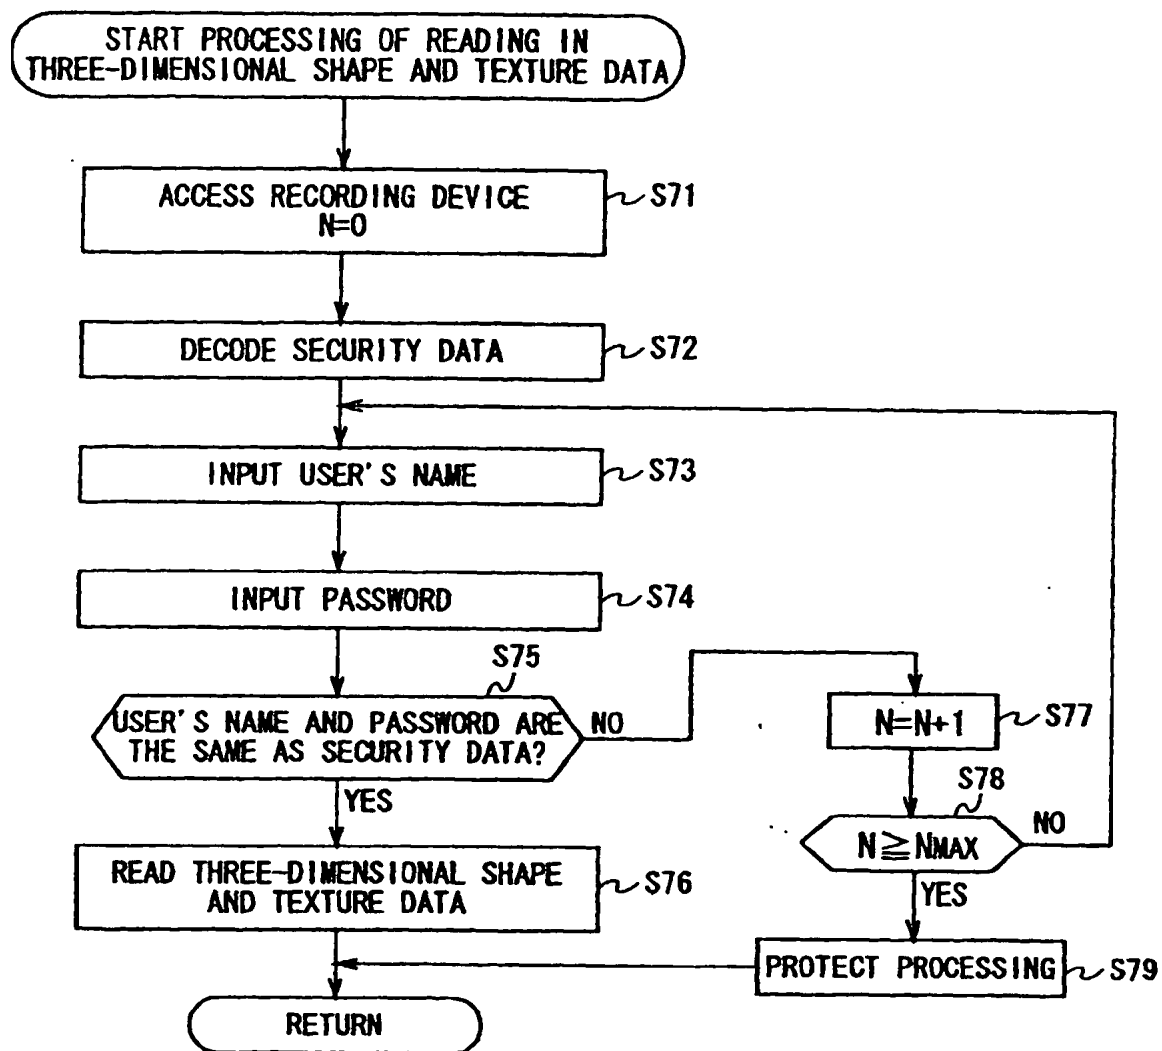 START PROCESSING OF READING IN
THREE-DIMENSIONAL SHAPE AND TEXTURE DATA
ACCESS RECORDING DEVICE
N=0
S71
DECODE SECURITY DATA
S72
INPUT USER'S NAME
S73
INPUT PASSWORD
S74
S75
USER'S NAME AND PASSWORD ARE
THE SAME AS SECURITY DATA?
NO
YES
N=N+1
S77
S78
N≧NMAX
NO
YES
READ THREE-DIMENSIONAL SHAPE
AND TEXTURE DATA
S76
PROTECT PROCESSING
S79
RETURN